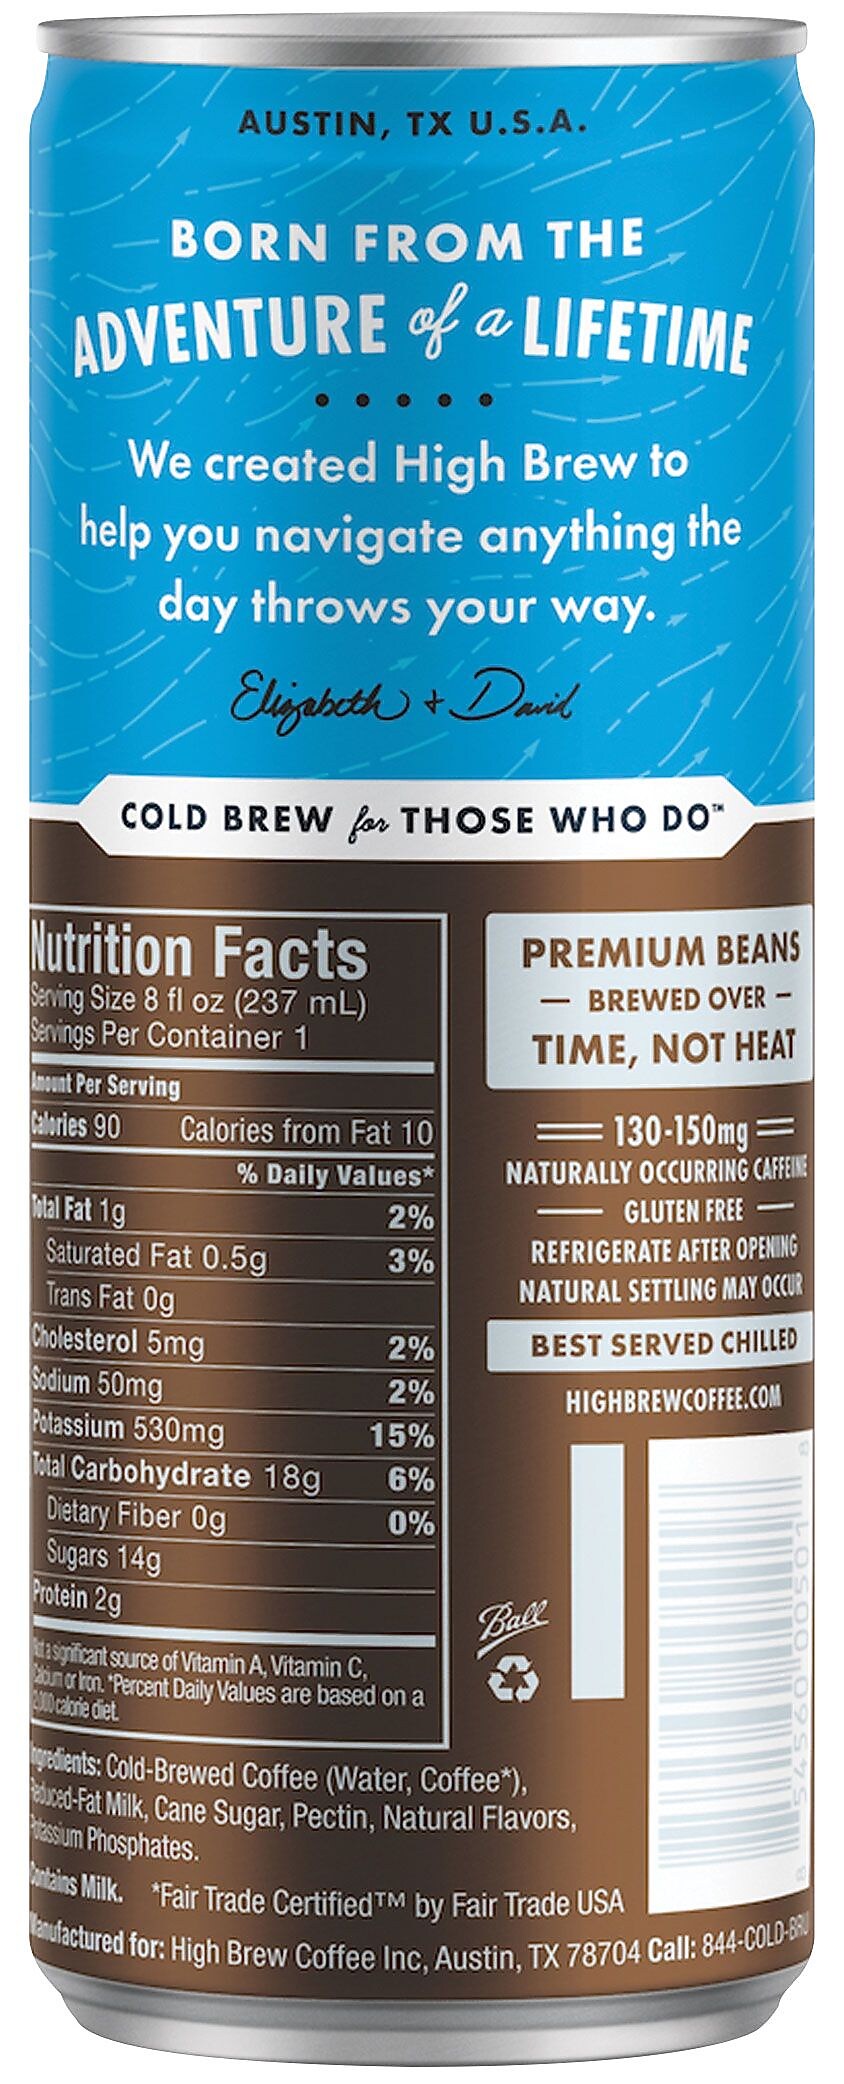 AUSTIN, TX U.S.A.
BORN FROM THE
ADVENTURE of a LIFETIME
We created High Brew to
help you navigate anything the
day throws your way.
Elizabeth + David
COLD BREW for THOSE WHO DO™
Nutrition Facts
Serving Size 8 fl oz (237 mL)
Servings Per Container 1
Amount Per Serving
Calories 90 Calories from Fat 10
% Daily Values*
Total Fat 1g 2%
Saturated Fat 0.5g 3%
Trans Fat 0g
Cholesterol 5mg 2%
Sodium 50mg 2%
Potassium 530mg 15%
Total Carbohydrate 18g 6%
Dietary Fiber 0g 0%
Sugars 14g
Protein 2g
Not a significant source of Vitamin A, Vitamin C,
Calcium or Iron. *Percent Daily Values are based on a
2,000 calorie diet.
Ingredients: Cold-Brewed Coffee (Water, Coffee*),
Reduced-Fat Milk, Cane Sugar, Pectin, Natural Flavors,
Potassium Phosphates.
Contains Milk. *Fair Trade Certified™ by Fair Trade USA
Manufactured for: High Brew Coffee Inc, Austin, TX 78704 Call: 844-COLD-BRU
PREMIUM BEANS
— BREWED OVER —
TIME, NOT HEAT
130-150mg
NATURALLY OCCURRING CAFFEINE
GLUTEN FREE
REFRIGERATE AFTER OPENING
NATURAL SETTLING MAY OCCUR
BEST SERVED CHILLED
HIGHBREWCOFFEE.COM
Ball
8 54560 00501 8